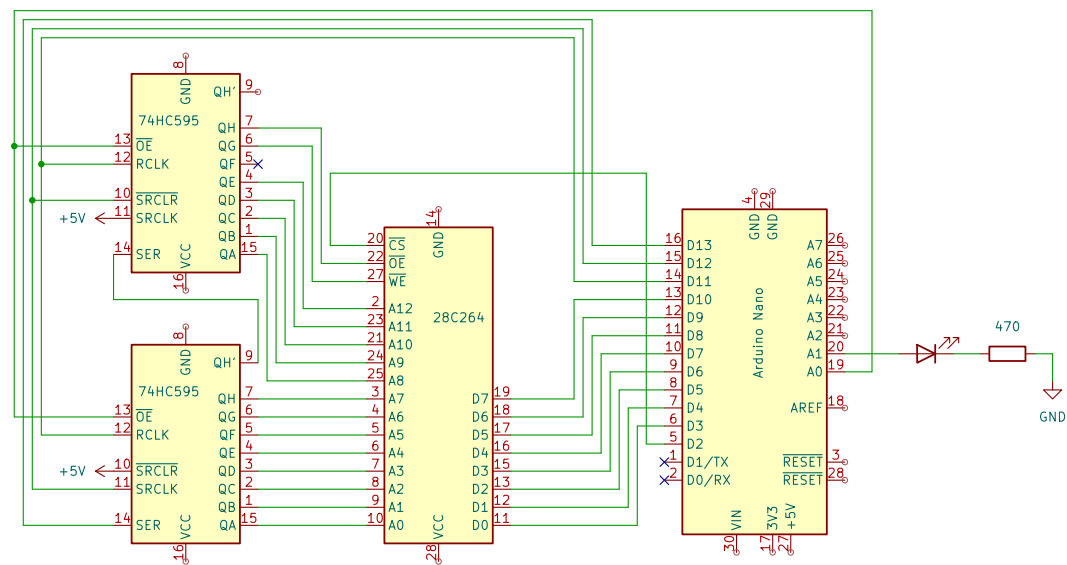 8
GND
QH' 9
74HC595
QH 7
13 OE QG 6
12 RCLK QF 5
QE 4
10 SRCLR QD 3
+5V 11 SRCLK QC 2
QB 1
14 SER QA 15
VCC
16
8
GND
QH' 9
74HC595
QH 7
13 OE QG 6
12 RCLK QF 5
QE 4
+5V 10 SRCLR QD 3
11 SRCLK QC 2
QB 1
14 SER QA 15
VCC
16
14
GND
20 CS
22 OE
27 WE
2 A12
28C264
23 A11
21 A10
24 A9
25 A8
3 A7 D7 19
4 A6 D6 18
5 A5 D5 17
6 A4 D4 16
7 A3 D3 15
8 A2 D2 13
9 A1 D1 12
10 A0 D0 11
VCC
28
4 29
GND GND
16 D13 A7 26
15 D12 A6 25
14 D11 A5 24
13 D10 A4 23
12 D9 A3 22
11 D8 A2 21
10 D7 A1 20
9 D6 A0 19
Arduino Nano
8 D5
7 D4 AREF 18
6 D3
5 D2
1 D1/TX RESET 3
2 D0/RX RESET 28
VIN 3V3 +5V
30 17 27
470
GND